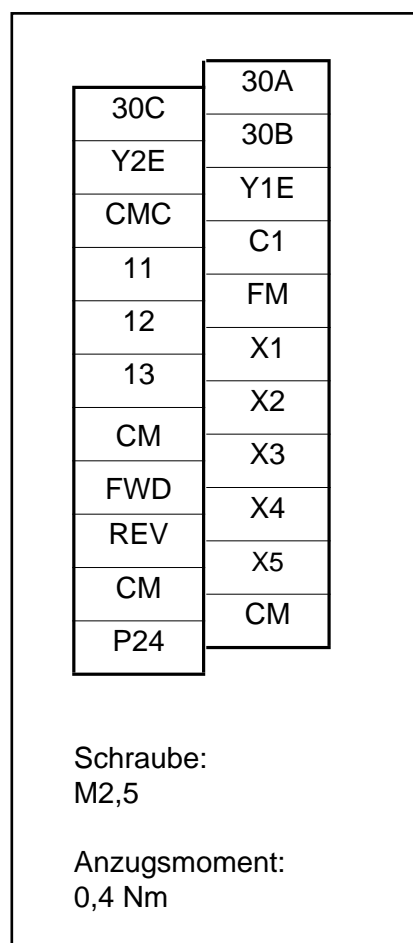 30A
30C
30B
Y2E
Y1E
CMC
C1
11
FM
12
X1
13
X2
CM
X3
FWD
X4
REV
X5
CM
CM
P24
Schraube:
M2,5
Anzugsmoment:
0,4 Nm